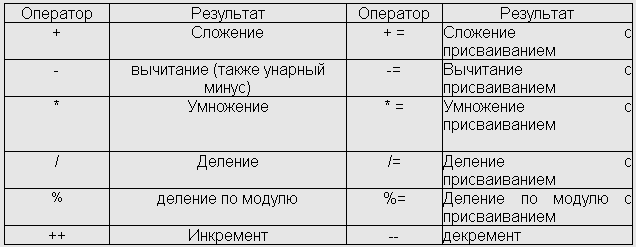 Оператор Результат Оператор Результат
+ Сложение + = Сложение с
присваиванием
- вычитание (также унарный -= Вычитание с
минус) присваиванием
* Умножение * = Умножение с
присваиванием
/ Деление /= Деление с
присваиванием
% деление по модулю %= Деление по модулю с
присваиванием
++ Инкремент -- декремент